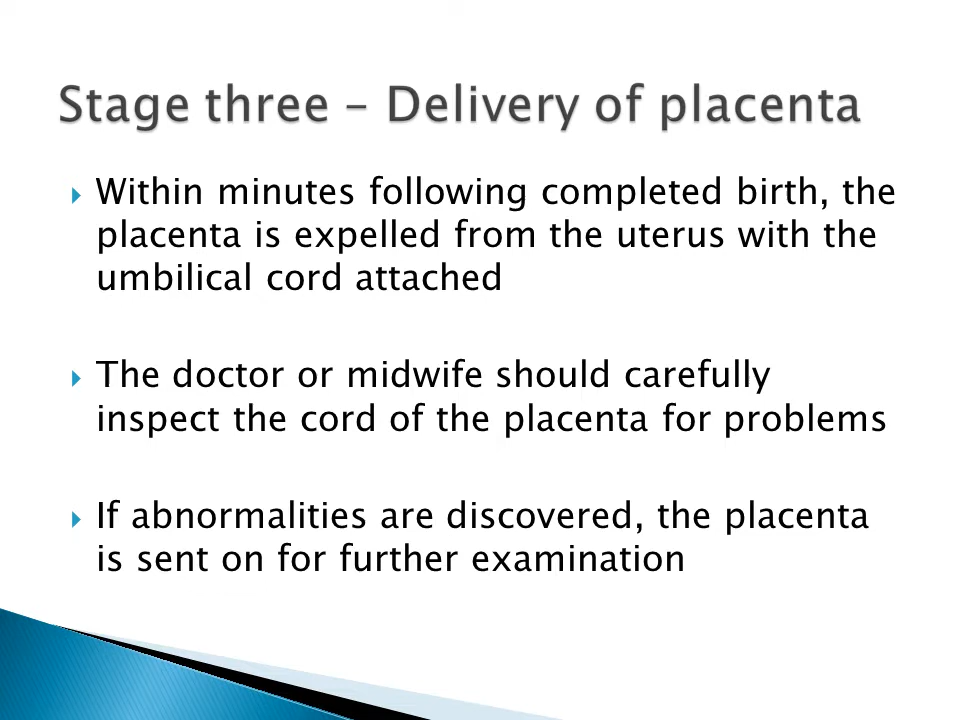 Stage three – Delivery of placenta
Within minutes following completed birth, the
placenta is expelled from the uterus with the
umbilical cord attached
The doctor or midwife should carefully
inspect the cord of the placenta for problems
If abnormalities are discovered, the placenta
is sent on for further examination